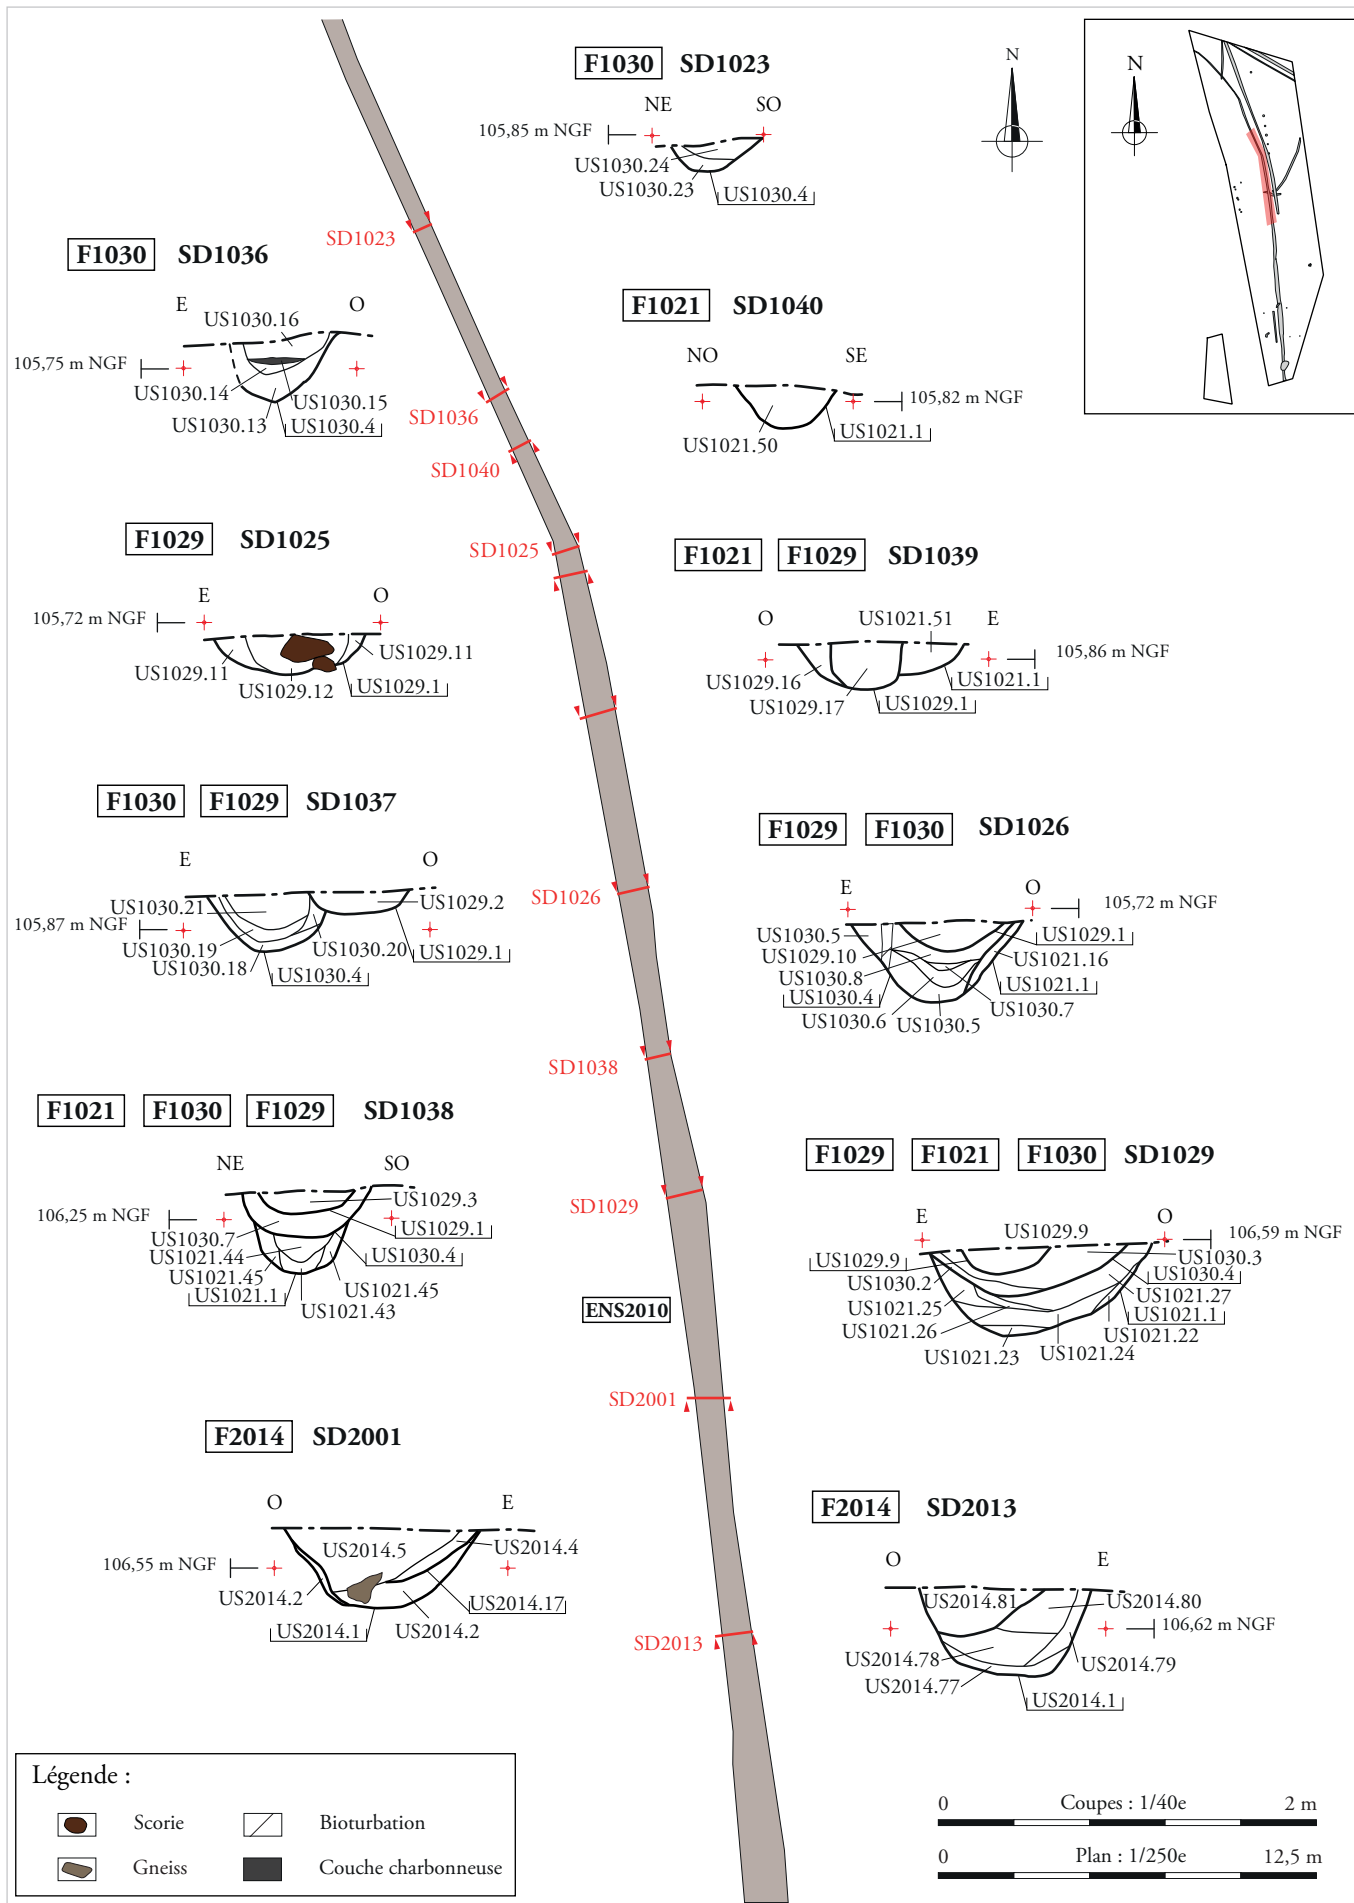 F1030 SD1023
NE SO
105,85 m NGF
US1030.24
US1030.23
US1030.4
N
N
SD1023
F1030 SD1036
E O
US1030.16
105,75 m NGF
US1030.14
US1030.15
US1030.13
US1030.4
SD1036
SD1040
F1021 SD1040
NO SE
105,82 m NGF
US1021.50
US1021.1
F1029 SD1025
E O
105,72 m NGF
US1029.11
US1029.11
US1029.12
US1029.1
SD1025
F1021 F1029 SD1039
O E
US1021.51
105,86 m NGF
US1029.16
US1021.1
US1029.17
US1029.1
F1030 F1029 SD1037
E O
US1030.21
US1029.2
105,87 m NGF
US1030.19
US1030.20
US1029.1
US1030.18
US1030.4
SD1026
F1029 F1030 SD1026
E O
105,72 m NGF
US1030.5
US1029.1
US1029.10
US1021.16
US1030.8
US1021.1
US1030.4
US1030.7
US1030.6
US1030.5
SD1038
F1021 F1030 F1029 SD1038
NE SO
US1029.3
106,25 m NGF
US1029.1
US1030.7
US1021.44
US1030.4
US1021.45
US1021.45
US1021.1
US1021.43
SD1029
F1029 F1021 F1030 SD1029
E O
US1029.9
106,59 m NGF
US1029.9
US1030.3
US1030.2
US1030.4
US1021.25
US1021.27
US1021.26
US1021.1
US1021.22
US1021.23
US1021.24
ENS2010
SD2001
F2014 SD2001
O E
US2014.5
US2014.4
106,55 m NGF
US2014.2
US2014.17
US2014.1
US2014.2
SD2013
F2014 SD2013
O E
US2014.81
US2014.80
106,62 m NGF
US2014.78
US2014.79
US2014.77
US2014.1
Légende :
Scorie
Bioturbation
Gneiss
Couche charbonneuse
0 Coupes : 1/40e 2 m
0 Plan : 1/250e 12,5 m